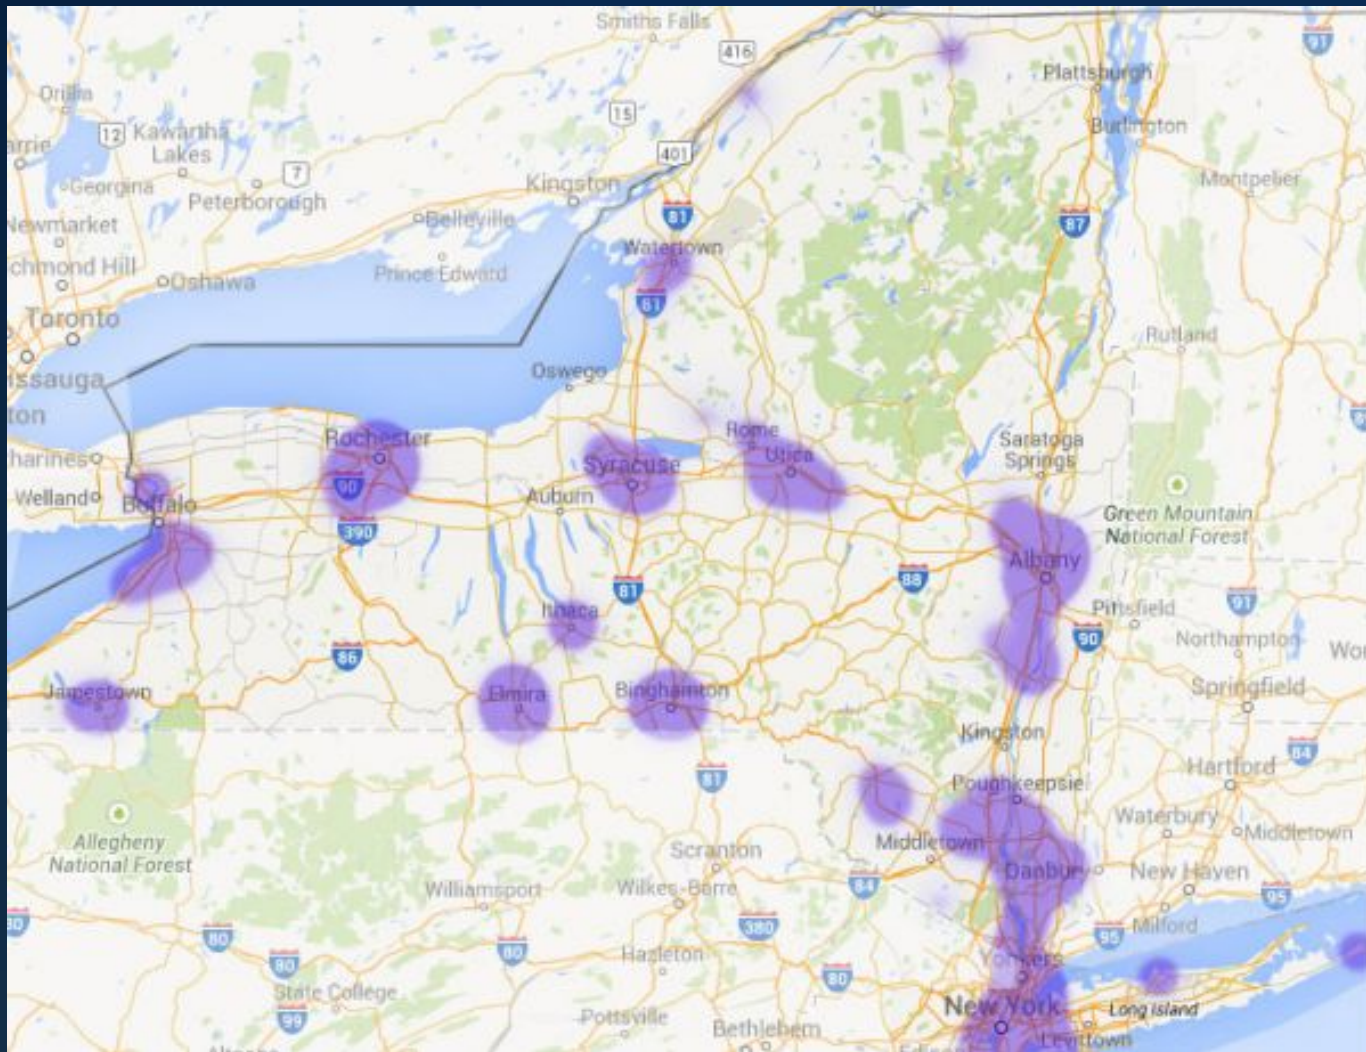 Smiths Falls
416
91
Plattsburgh
Orillia
15
12
Kawartha
Lakes
Burlington
401
7
Georgina
Kingston
Peterborough
Montpelier
Belleville
81
87
Newmarket
Watertown
Prince Edward
Oshawa
81
Toronto
Rutland
Oswego
Rochester
Rome
Saratoga
Springs
Utica
Syracuse
90
Welland
Buffalo
Auburn
390
Green Mountain
National Forest
Albany
88
81
91
Ithaca
Pittsfield
90
Northampton
86
Jamestown
Elmira
Binghamton
Springfield
Kingston
84
81
Hartford
Poughkeepsie
Waterbury
Middletown
Allegheny
National Forest
Middletown
Scranton
Danbury
New Haven
84
Williamsport
Wilkes-Barre
95
80
80
380
95
Milford
80
80
Hazleton
Yonkers
80
State College
New York
Long Island
99
Pottsville
Bethlehem
Levittown